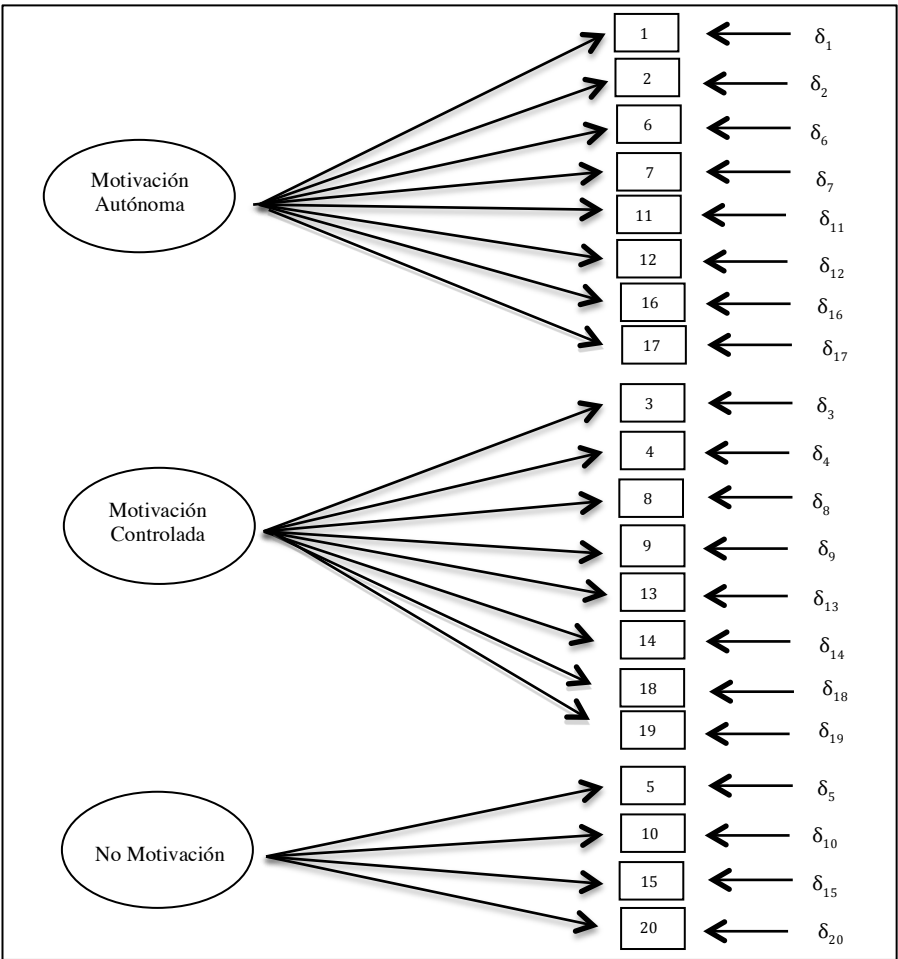 Motivación
Autónoma
1
δ₁
2
δ₂
6
δ₆
7
δ₇
11
δ₁₁
12
δ₁₂
16
δ₁₆
17
δ₁₇
Motivación
Controlada
3
δ₃
4
δ₄
8
δ₈
9
δ₉
13
δ₁₃
14
δ₁₄
18
δ₁₈
19
δ₁₉
No Motivación
5
δ₅
10
δ₁₀
15
δ₁₅
20
δ₂₀